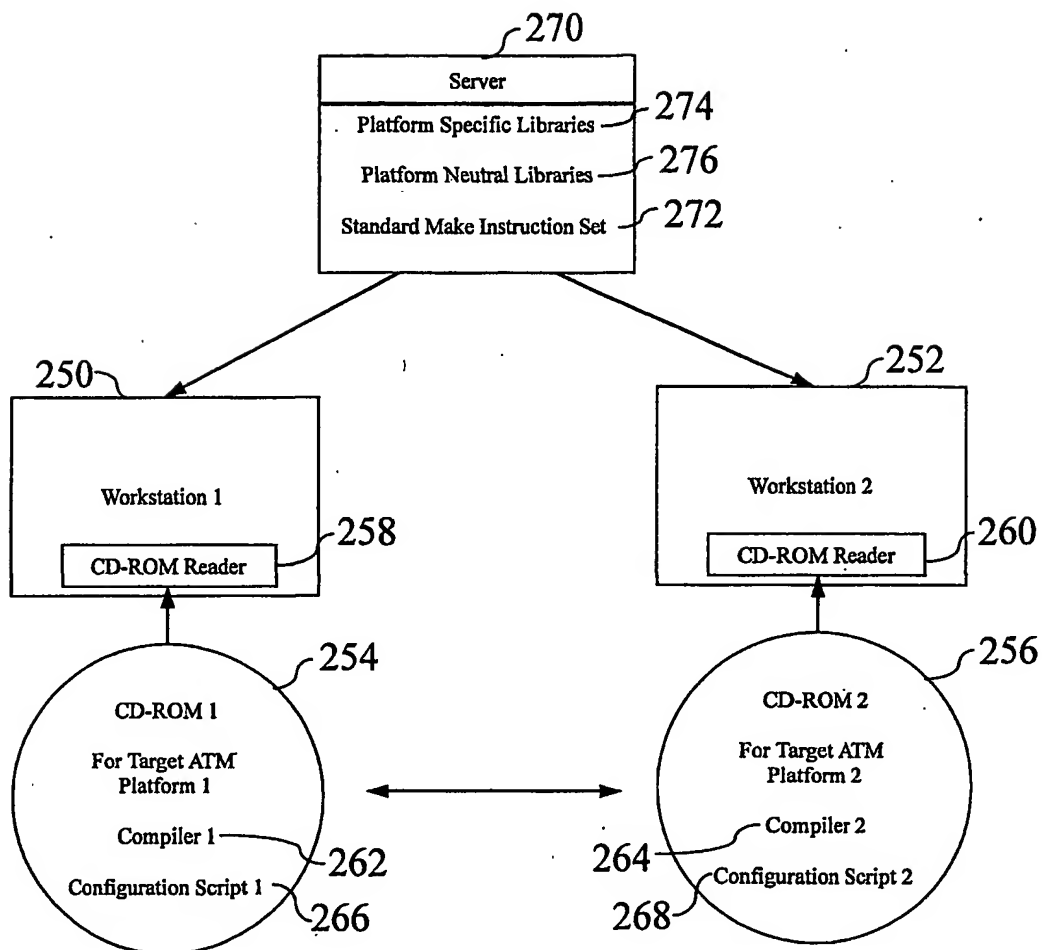 270
Server
Platform Specific Libraries
274
Platform Neutral Libraries
276
Standard Make Instruction Set
272
250
252
Workstation 1
Workstation 2
258
CD-ROM Reader
260
CD-ROM Reader
254
256
CD-ROM 1
For Target ATM
Platform 1
Compiler 1
262
Configuration Script 1
266
CD-ROM 2
For Target ATM
Platform 2
Compiler 2
264
Configuration Script 2
268